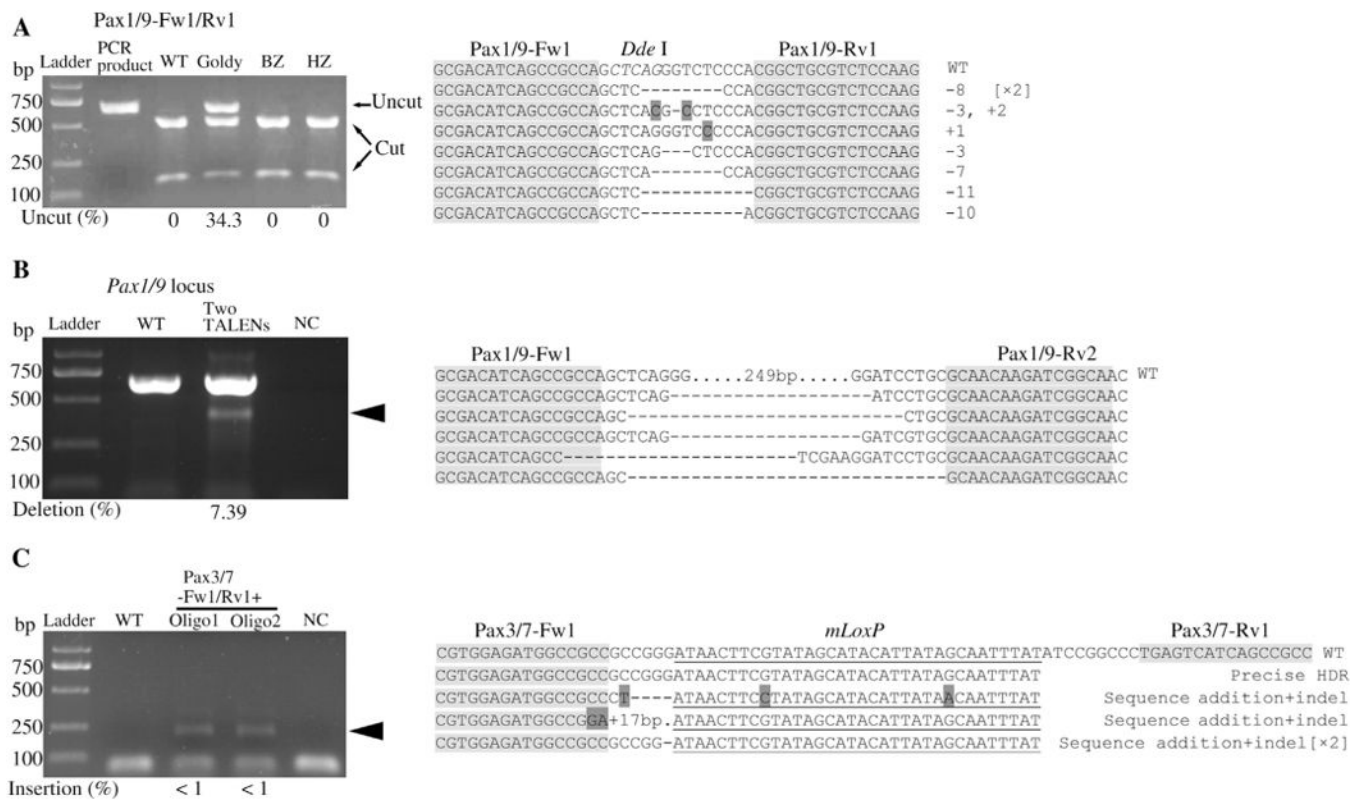 A
Pax1/9-Fw1/Rv1
bp
Ladder
PCR product
WT
Goldy
BZ
HZ
750
500
250
100
Uncut
Cut
Uncut (%)
0
34.3
0
0
Pax1/9-Fw1
Dde I
Pax1/9-Rv1
GCGACATCAGCCGCCAGCTCAGGGTCTCCCACGGCTGCGTCTCCAAG WT
GCGACATCAGCCGCCAGCTC--------CCACGGCTGCGTCTCCAAG -8 [×2]
GCGACATCAGCCGCCAGCTCACG-CCTCCCACGGCTGCGTCTCCAAG -3, +2
GCGACATCAGCCGCCAGCTCAGGGTCCCCCACGGCTGCGTCTCCAAG +1
GCGACATCAGCCGCCAGCTCAG---CTCCCACGGCTGCGTCTCCAAG -3
GCGACATCAGCCGCCAGCTCA-------CCACGGCTGCGTCTCCAAG -7
GCGACATCAGCCGCCAGCTC-----------CGGCTGCGTCTCCAAG -11
GCGACATCAGCCGCCAGCTC----------ACGGCTGCGTCTCCAAG -10
B
Pax1/9 locus
bp
Ladder
WT
Two TALENs
NC
750
500
250
100
Deletion (%)
7.39
Pax1/9-Fw1
Pax1/9-Rv2
GCGACATCAGCCGCCAGCTCAGGG.....249bp.....GGATCCTGCGCAACAAGATCGGCAAC WT
GCGACATCAGCCGCCAGCTCAG-------------------ATCCTGCGCAACAAGATCGGCAAC
GCGACATCAGCCGCCAGC--------------------------CTGCGCAACAAGATCGGCAAC
GCGACATCAGCCGCCAGCTCAG------------------GATCGTGCGCAACAAGATCGGCAAC
GCGACATCAGCC----------------------TCGAAGGATCCTGCGCAACAAGATCGGCAAC
GCGACATCAGCCGCCAGC------------------------------GCAACAAGATCGGCAAC
C
Pax3/7
-Fw1/Rv1+
bp
Ladder
WT
Oligo1
Oligo2
NC
750
500
250
100
Insertion (%)
< 1
< 1
Pax3/7-Fw1
mLoxP
Pax3/7-Rv1
CGTGGAGATGGCCGCCGCCGGGATAACTTCGTATAGCATACATTATAGCAATTTATATCCGGCCCTGAGTCATCAGCCGCC WT
CGTGGAGATGGCCGCCGCCGGGATAACTTCGTATAGCATACATTATAGCAATTTAT Precise HDR
CGTGGAGATGGCCGCCGCCT----ATAACTTCCTATAGCATACATTATAACAATTTAT Sequence addition+indel
CGTGGAGATGGCCGGA+17bp.ATAACTTCGTATAGCATACATTATAGCAATTTAT Sequence addition+indel
CGTGGAGATGGCCGCCGCCGG-ATAACTTCGTATAGCATACATTATAGCAATTTAT Sequence addition+indel[×2]